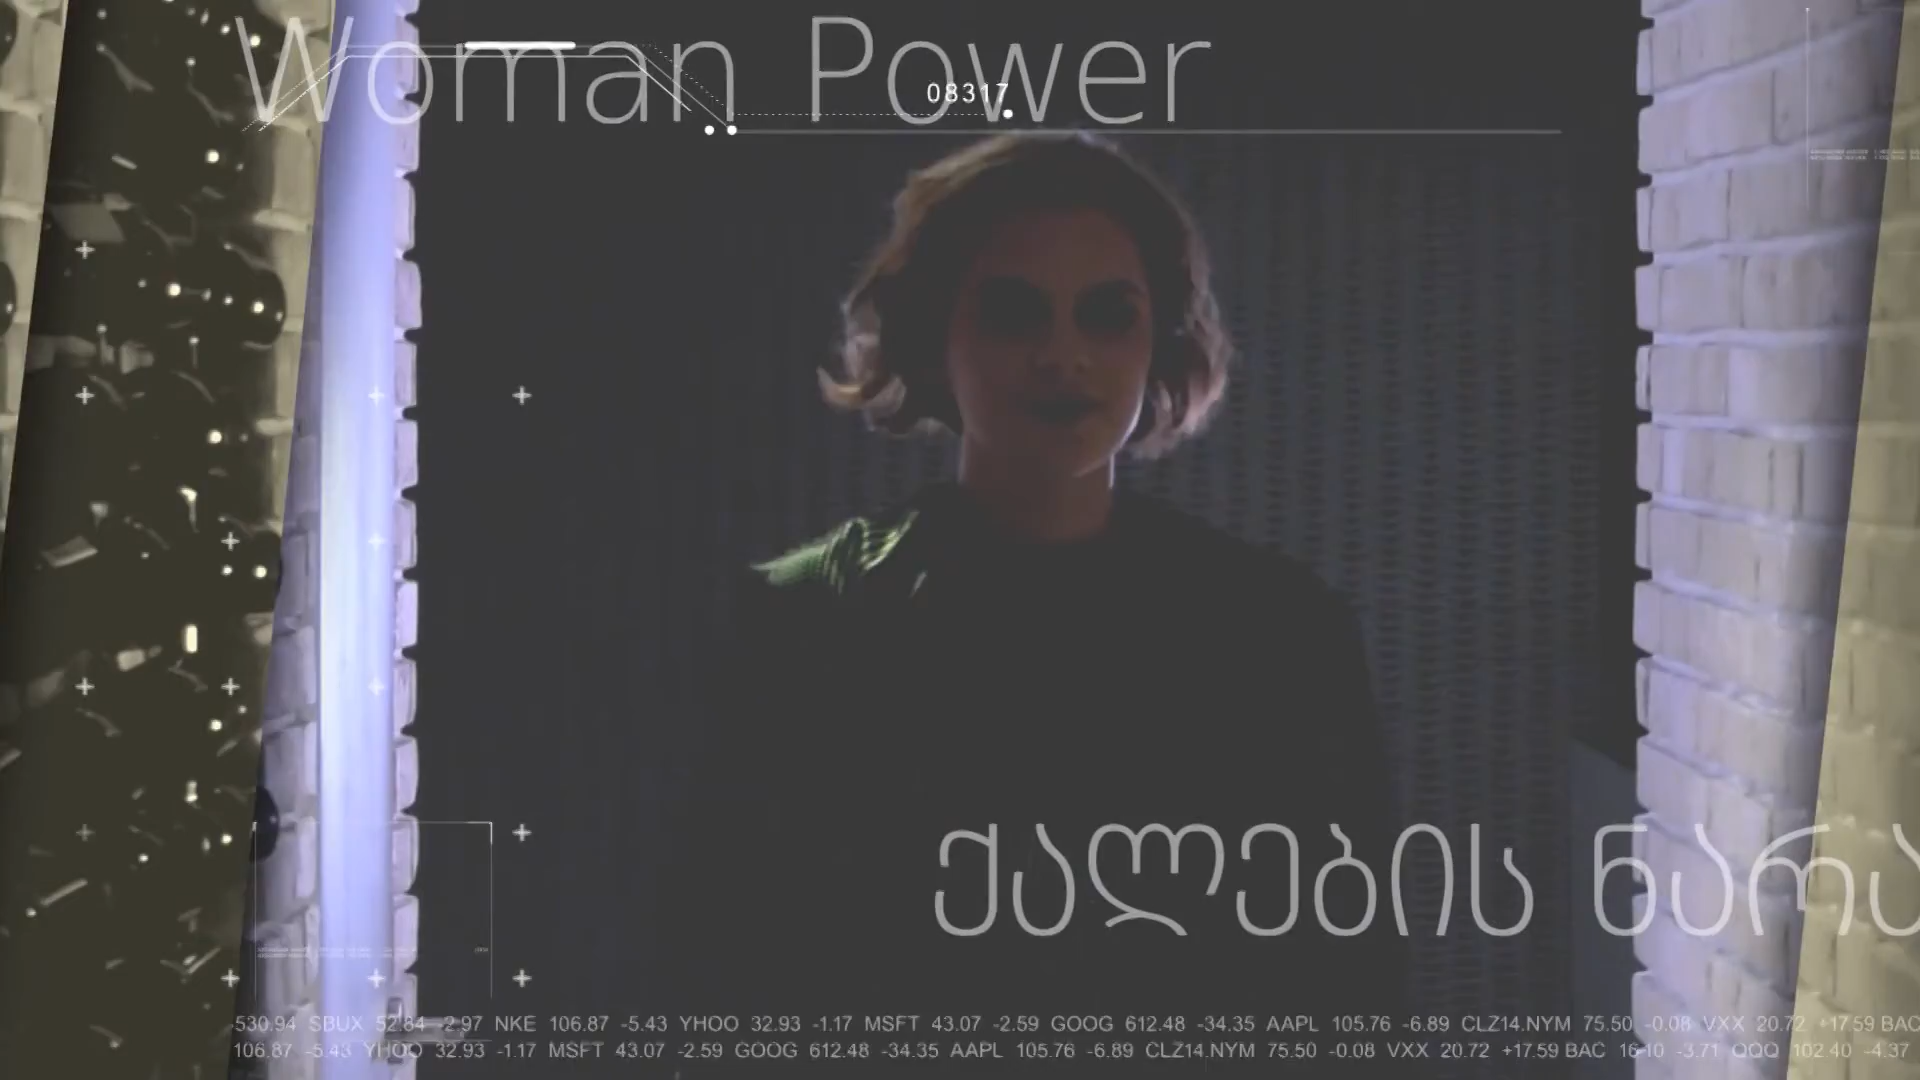 Woman Power
08317
ქალების ნარა
530.94 SBUX 52.84 -2.97 NKE 106.87 -5.43 YHOO 32.93 -1.17 MSFT 43.07 -2.59 GOOG 612.48 -34.35 AAPL 105.76 -6.89 CLZ14.NYM 75.50 -0.08 VXX 20.72 +17.59 BAC
106.87 -5.43 YHOO 32.93 -1.17 MSFT 43.07 -2.59 GOOG 612.48 -34.35 AAPL 105.76 -6.89 CLZ14.NYM 75.50 -0.08 VXX 20.72 +17.59 BAC 16.10 -3.71 QQQ 102.40 -4.37